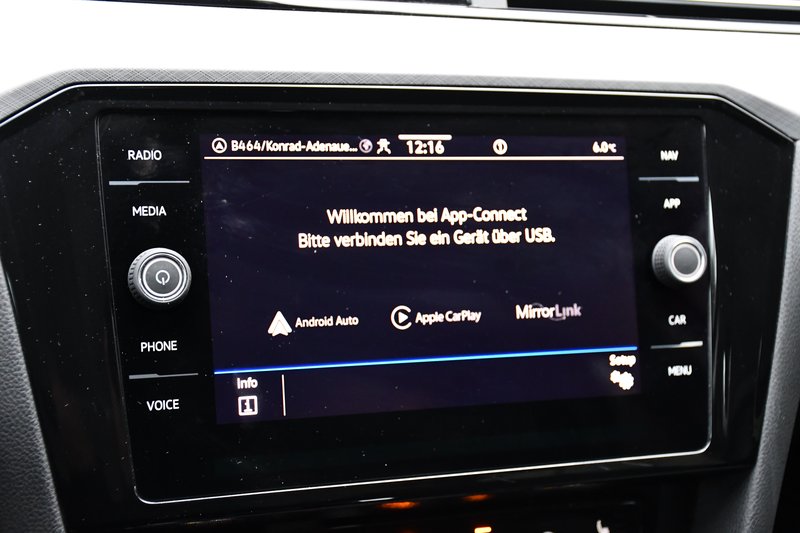 B464/Konrad-Adenaue...
12:16
6.0°C
RADIO
MEDIA
PHONE
VOICE
Willkommen bei App-Connect
Bitte verbinden Sie ein Gerät über USB.
Android Auto
Apple CarPlay
MirrorLink
Info
Setup
NAV
APP
CAR
MENU